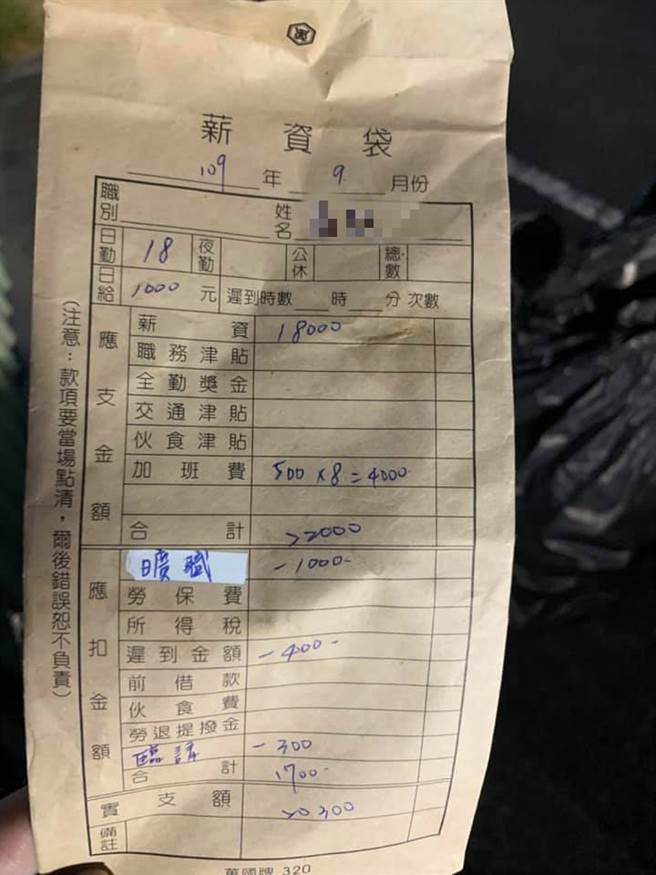 薪資袋
109年 9.月份
職別 姓名
日勤 18 夜勤 公休 總數
日給 1000 元 遲到時數 時 分 次數
應支金額
薪資 18000
職務津貼
全勤獎金
交通津貼
伙食津貼
加班費 500×8=4000
合計 22000
應扣金額
曠職 -1000-
勞保費
所得稅
遲到金額 -400-
前借款
伙食費
勞退提撥金
臨請 -300
合計 1700-
實支額 20300
備註
(注意：款項要當場點清，爾後錯誤恕不負責)
萬國牌 320